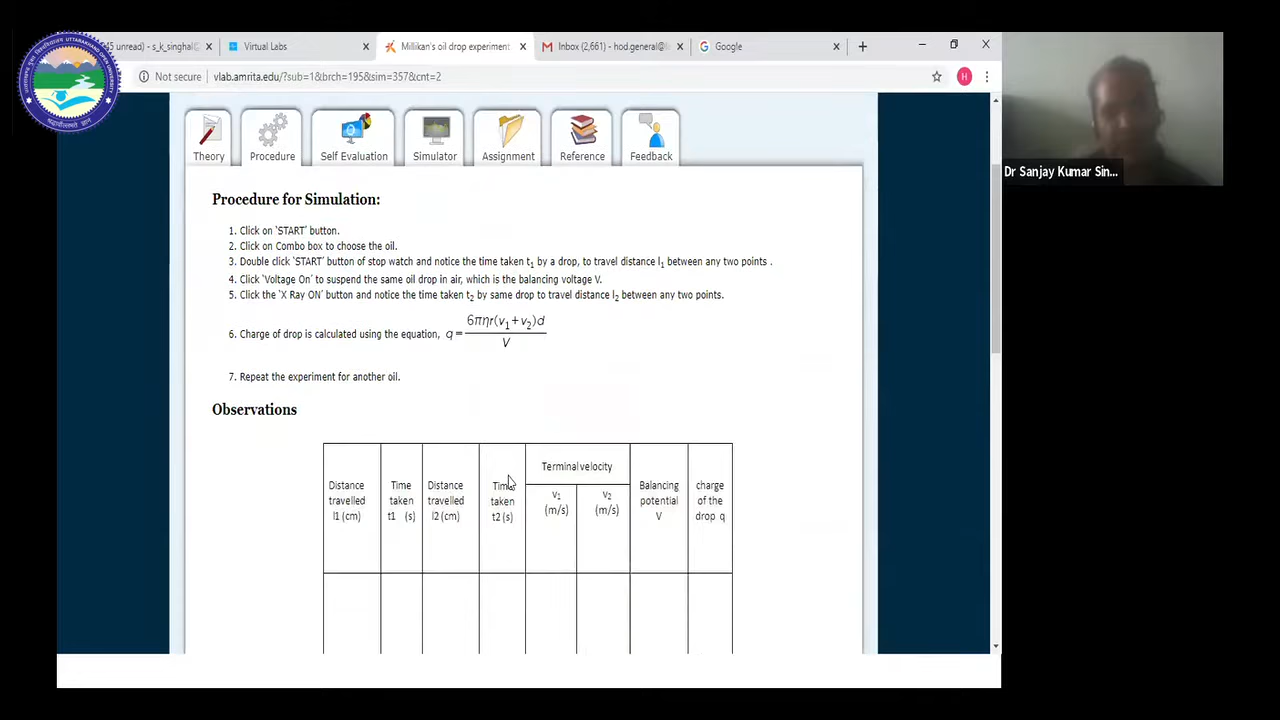 45 unread) - s_k_singhal
Virtual Labs
Millikan's oil drop experiment
Inbox (2,661) - hod.general@
Google
Not secure
vlab.amrita.edu/?sub=1&brch=195&sim=357&cnt=2
H
Theory
Procedure
Self Evaluation
Simulator
Assignment
Reference
Feedback
Dr Sanjay Kumar Sin...
Procedure for Simulation:
1. Click on 'START' button.
2. Click on Combo box to choose the oil.
3. Double click 'START' button of stop watch and notice the time taken t₁ by a drop, to travel distance l₁ between any two points .
4. Click 'Voltage On' to suspend the same oil drop in air, which is the balancing voltage V.
5. Click the 'X Ray ON' button and notice the time taken t₂ by same drop to travel distance l₂ between any two points.
6. Charge of drop is calculated using the equation, q = 6πηr(v₁+v₂)d / V
7. Repeat the experiment for another oil.
Observations
Distance travelled l1 (cm)
Time taken t1 (s)
Distance travelled l2 (cm)
Time taken t2 (s)
Terminal velocity
v₁ (m/s)
v₂ (m/s)
Balancing potential V
charge of the drop q